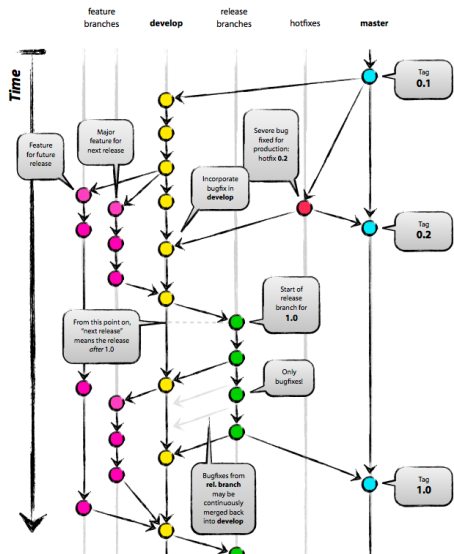 feature
branches
develop
release
branches
hotfixes
master
Time
Tag
0.1
Feature
for future
release
Major
feature for
next release
Severe bug
fixed for
production:
hotfix 0.2
Incorporate
bugfix in
develop
Tag
0.2
Start of
release
branch for
1.0
From this point on,
"next release"
means the release
after 1.0
Only
bugfixes!
Bugfixes from
rel. branch
may be
continuously
merged back
into develop
Tag
1.0